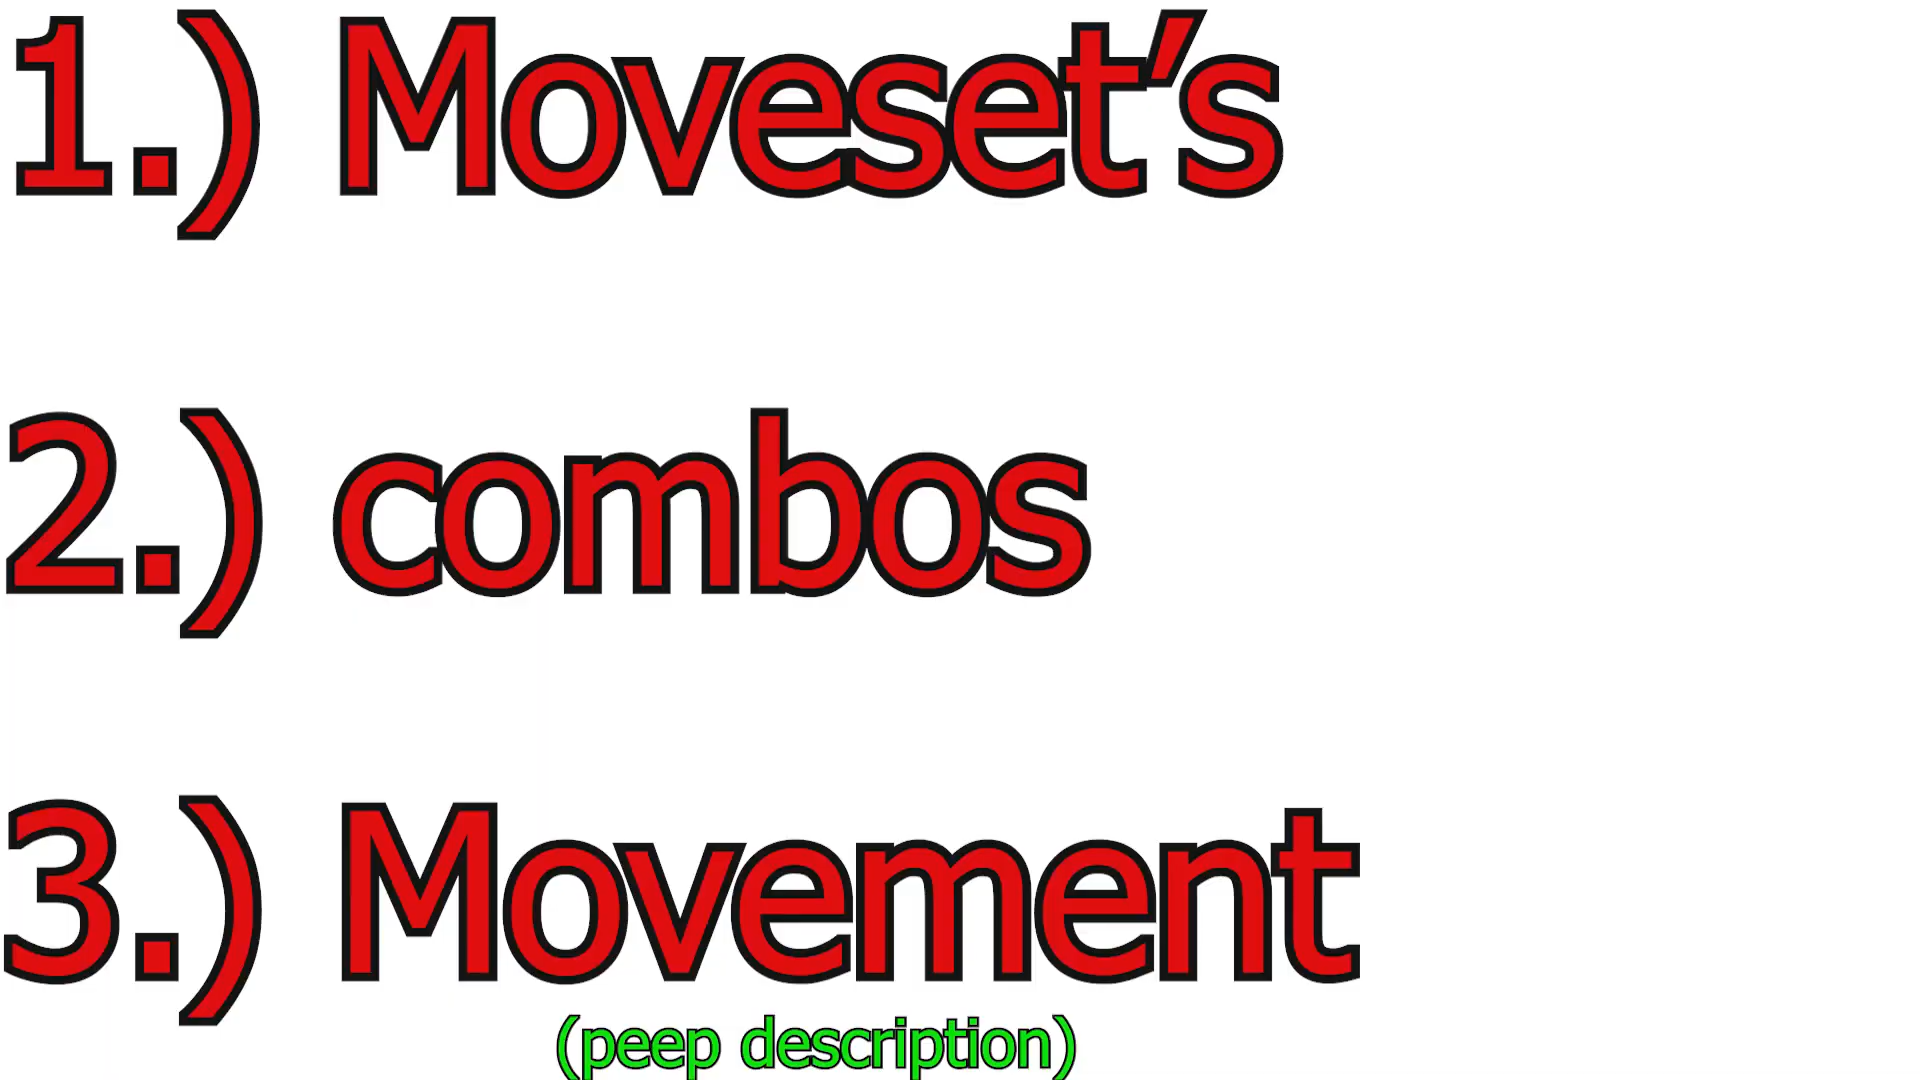 1.) Moveset’s
2.) combos
3.) Movement
(peep description)